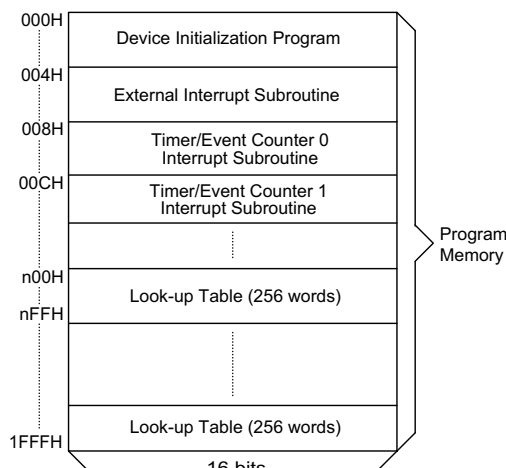 000H
Device Initialization Program
004H
External Interrupt Subroutine
008H
Timer/Event Counter 0
Interrupt Subroutine
00CH
Timer/Event Counter 1
Interrupt Subroutine
Program
Memory
n00H
Look-up Table (256 words)
nFFH
Look-up Table (256 words)
1FFFH
16 bits